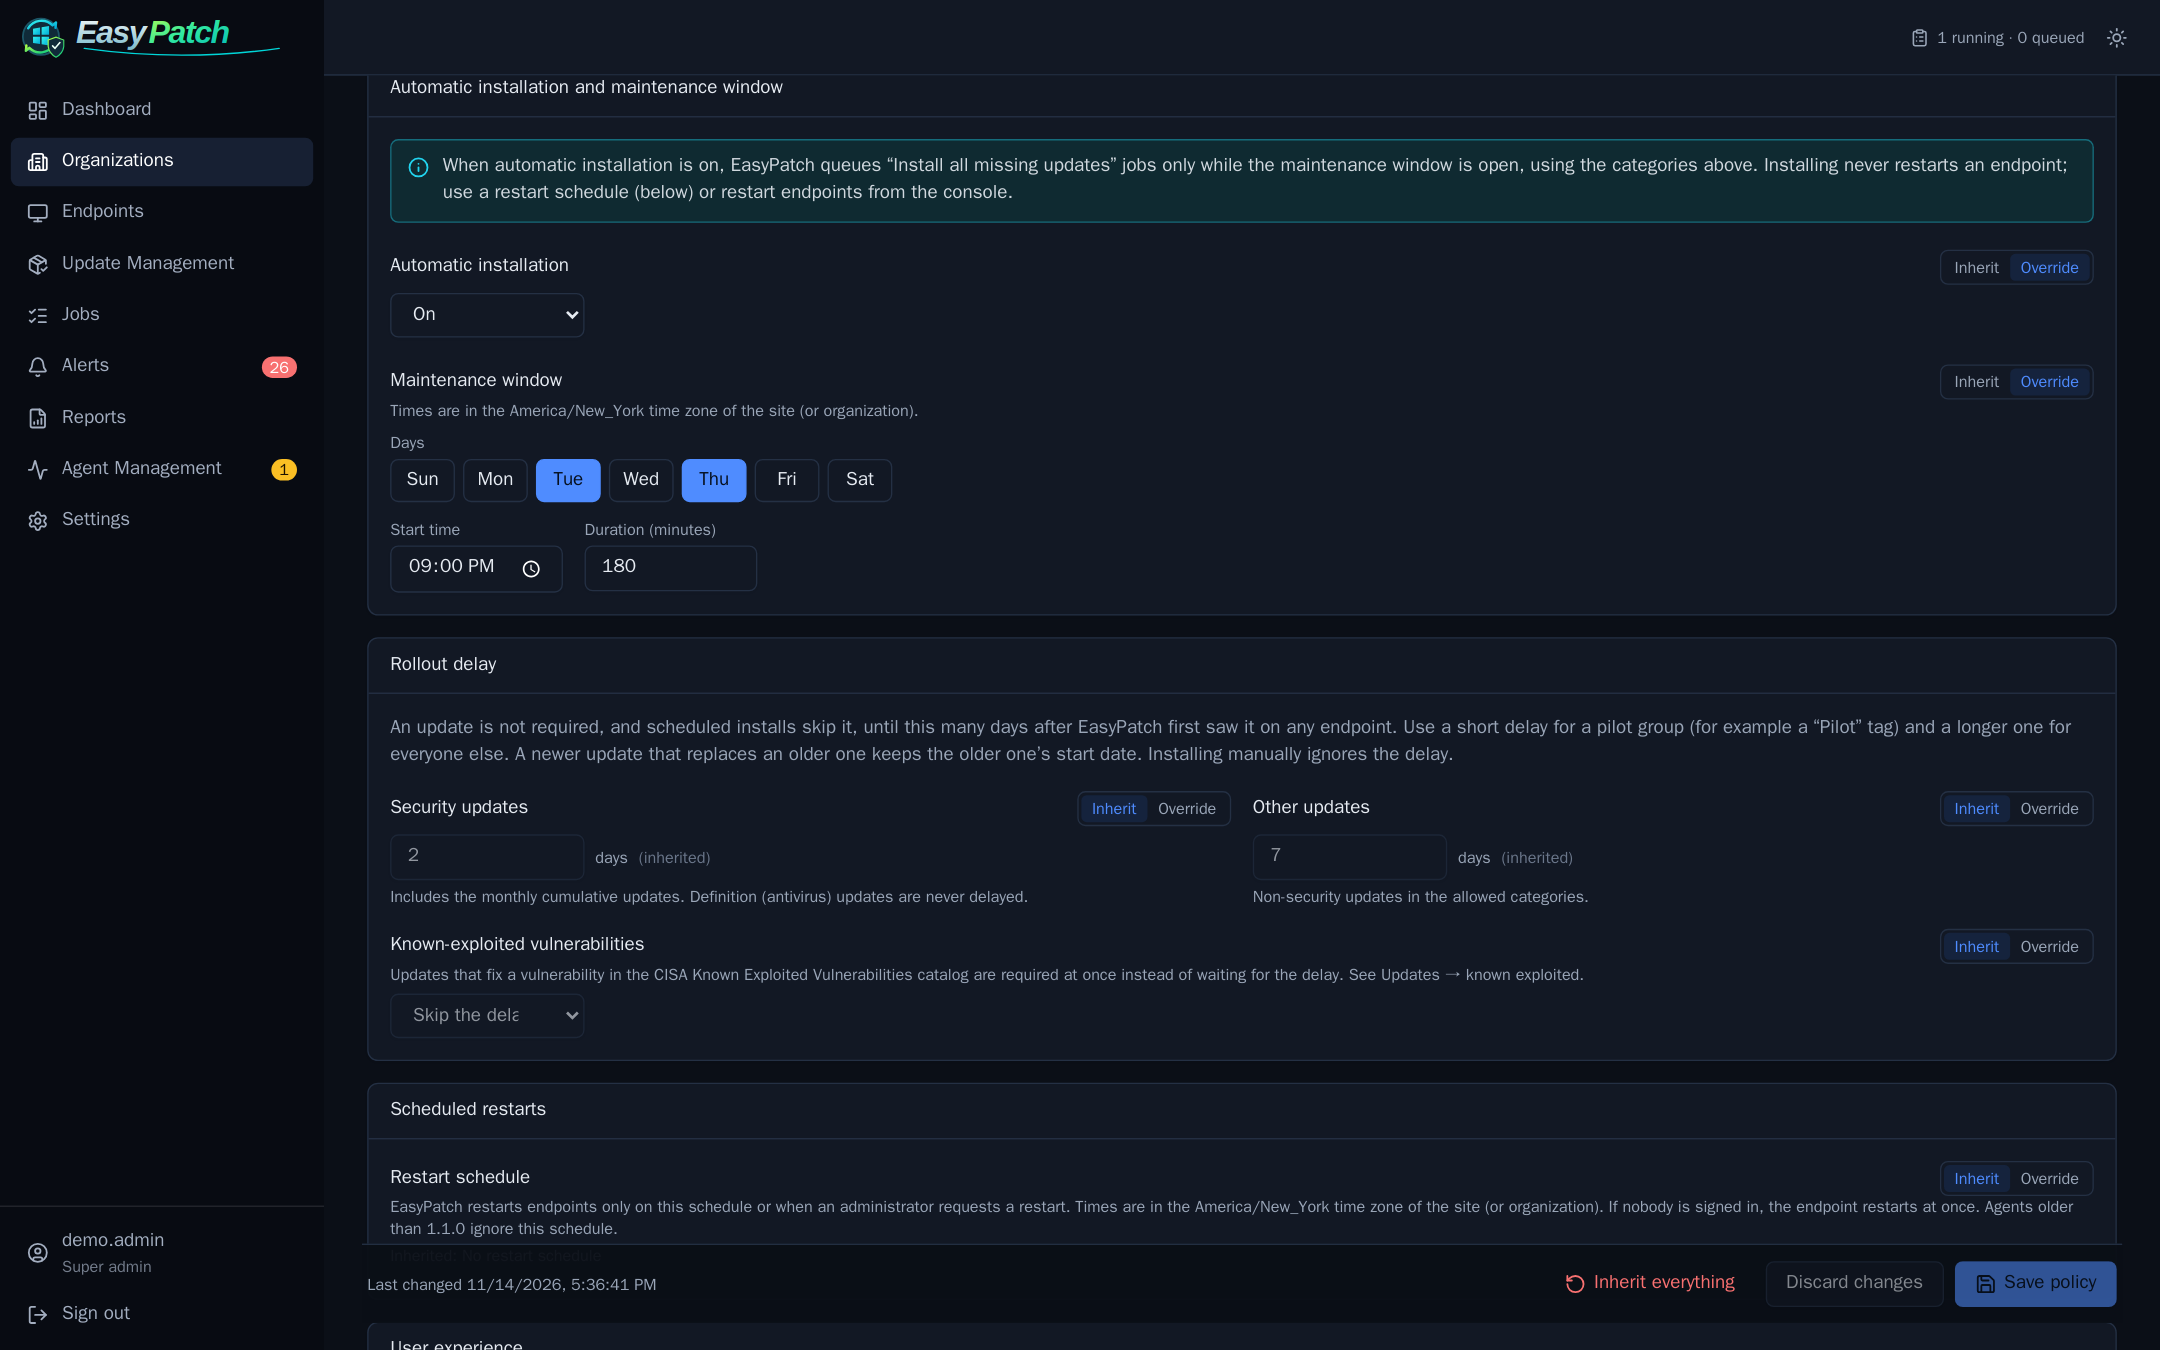 EasyPatch
1 running · 0 queued
Dashboard
Organizations
Endpoints
Update Management
Jobs
Alerts
26
Reports
Agent Management
1
Settings
demo.admin
Super admin
Sign out
Automatic installation and maintenance window
When automatic installation is on, EasyPatch queues “Install all missing updates” jobs only while the maintenance window is open, using the categories above. Installing never restarts an endpoint;
use a restart schedule (below) or restart endpoints from the console.
Automatic installation
Inherit Override
On
Maintenance window
Inherit Override
Times are in the America/New_York time zone of the site (or organization).
Days
Sun Mon Tue Wed Thu Fri Sat
Start time Duration (minutes)
09:00 PM 180
Rollout delay
An update is not required, and scheduled installs skip it, until this many days after EasyPatch first saw it on any endpoint. Use a short delay for a pilot group (for example a “Pilot” tag) and a longer one for
everyone else. A newer update that replaces an older one keeps the older one’s start date. Installing manually ignores the delay.
Security updates
Inherit Override
2 days (inherited)
Includes the monthly cumulative updates. Definition (antivirus) updates are never delayed.
Other updates
Inherit Override
7 days (inherited)
Non-security updates in the allowed categories.
Known-exploited vulnerabilities
Inherit Override
Updates that fix a vulnerability in the CISA Known Exploited Vulnerabilities catalog are required at once instead of waiting for the delay. See Updates → known exploited.
Skip the dela
Scheduled restarts
Restart schedule
Inherit Override
EasyPatch restarts endpoints only on this schedule or when an administrator requests a restart. Times are in the America/New_York time zone of the site (or organization). If nobody is signed in, the endpoint restarts at once. Agents older
than 1.1.0 ignore this schedule.
Inherited: No restart schedule
Last changed 11/14/2026, 5:36:41 PM
Inherit everything
Discard changes
Save policy
User experience